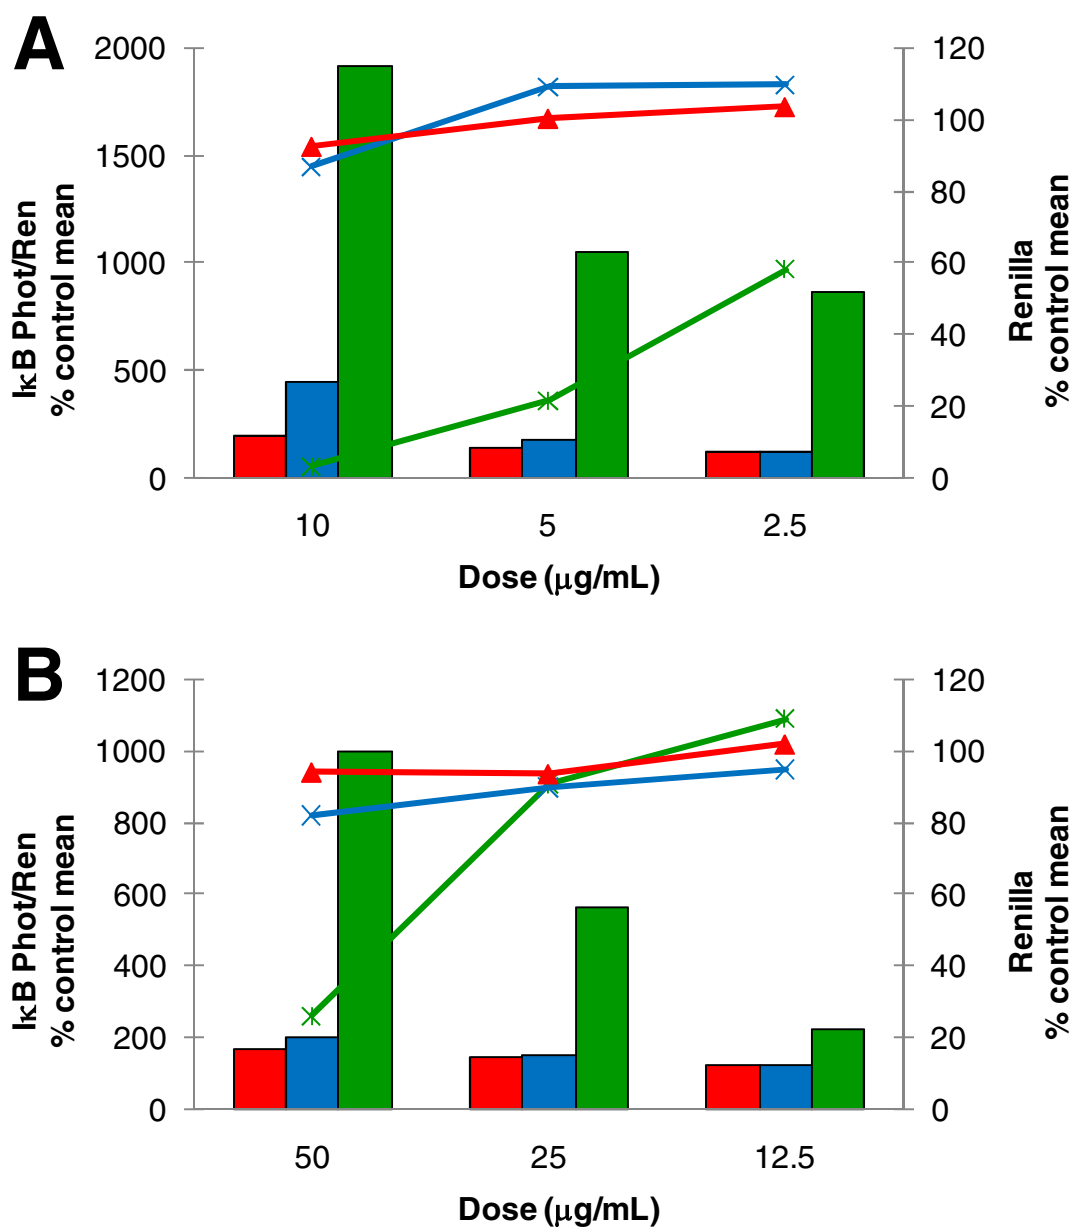 A
2000
1500
1000
500
0
120
100
80
60
40
20
0
IκB Phot/Ren
% control mean
Renilla
% control mean
10 5 2.5
Dose (μg/mL)
B
1200
1000
800
600
400
200
0
120
100
80
60
40
20
0
IκB Phot/Ren
% control mean
Renilla
% control mean
50 25 12.5
Dose (μg/mL)